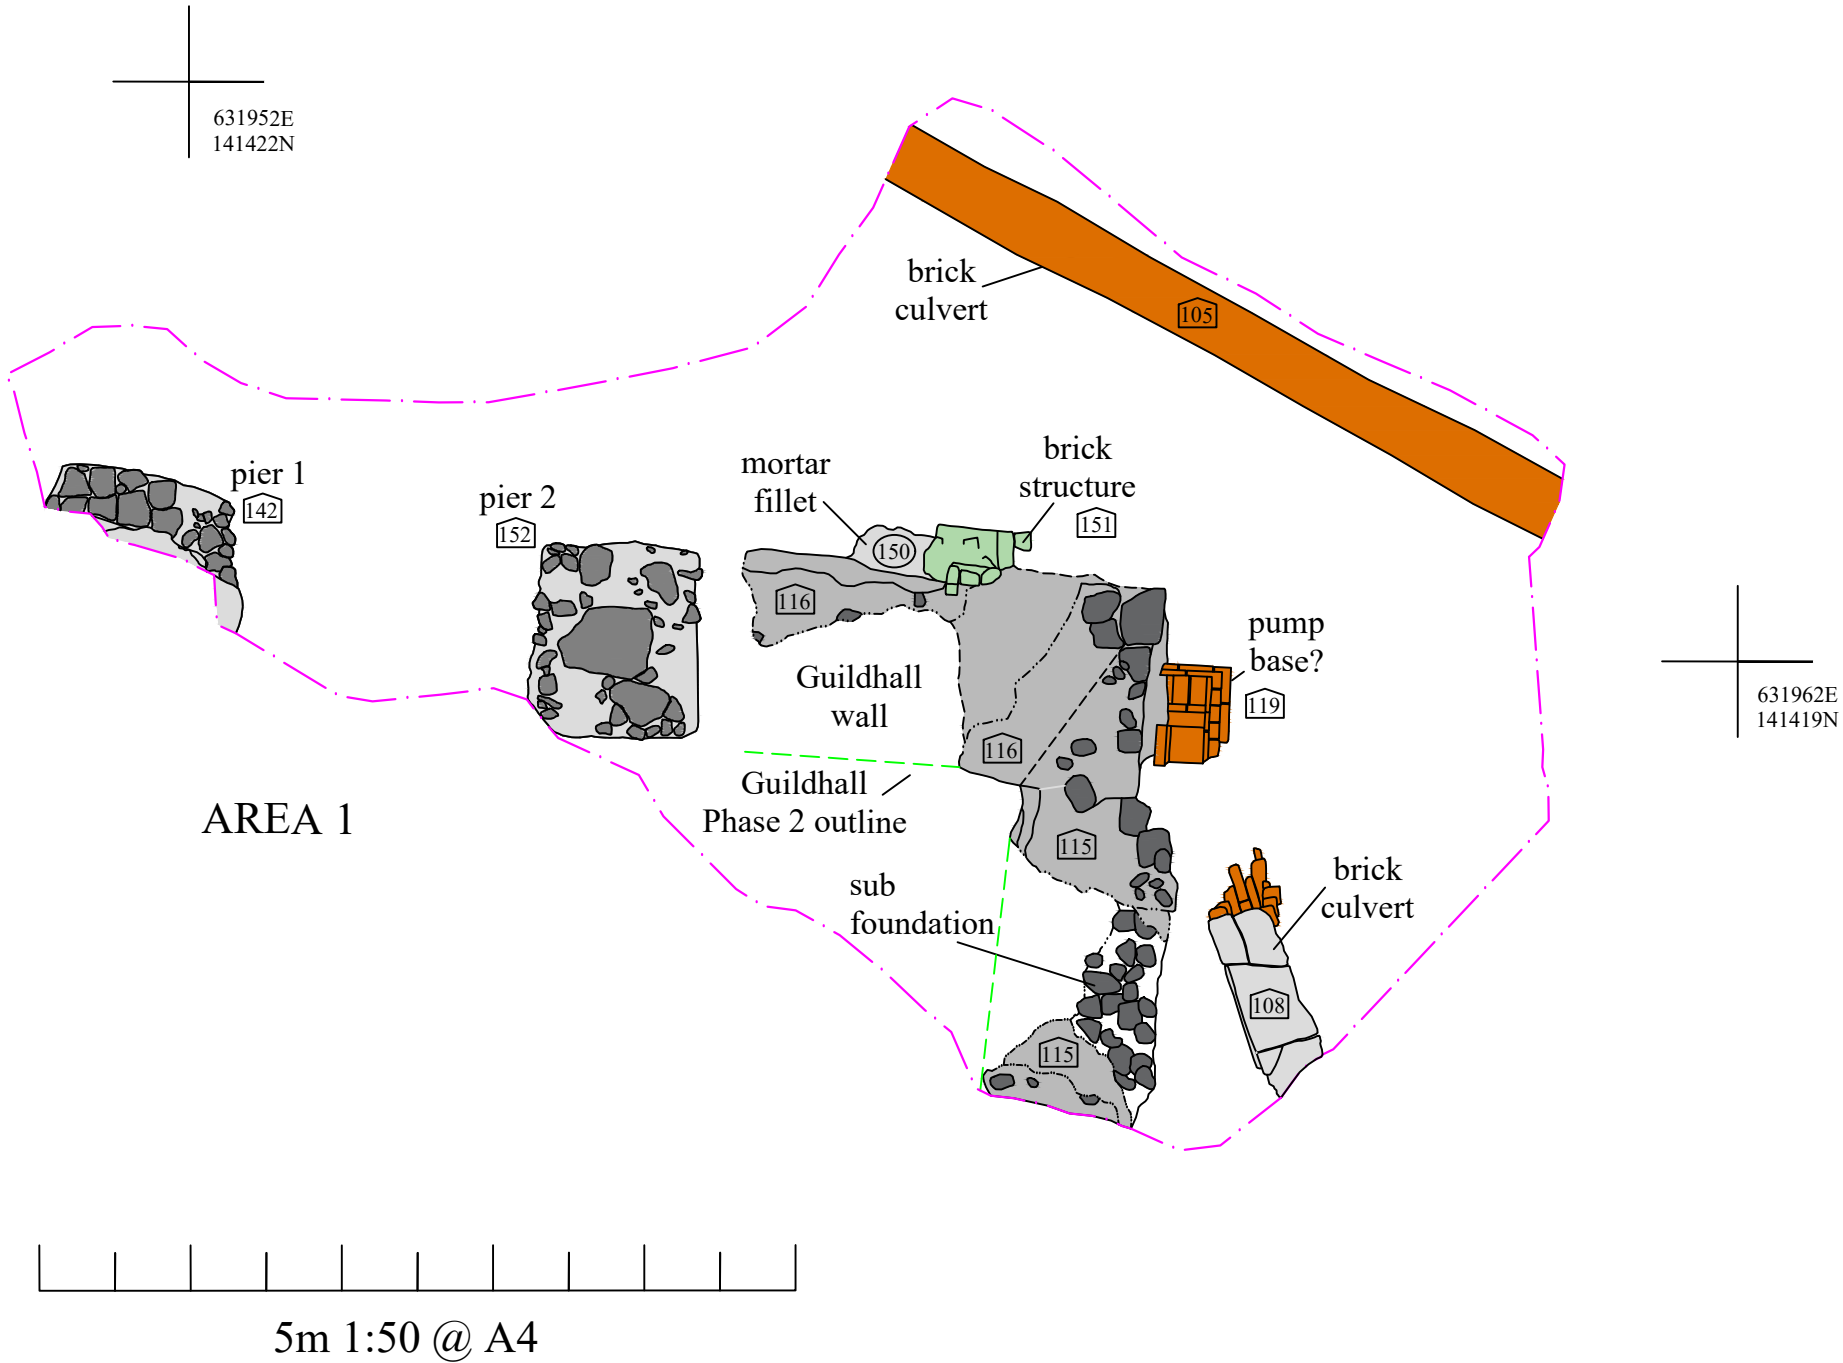 631952E
141422N
brick
culvert
105
pier 1
142
pier 2
152
mortar
fillet
150
brick
structure
151
116
Guildhall
wall
pump
base?
119
631962E
141419N
116
Guildhall
Phase 2 outline
AREA 1
115
sub
foundation
brick
culvert
108
115
5m 1:50 @ A4